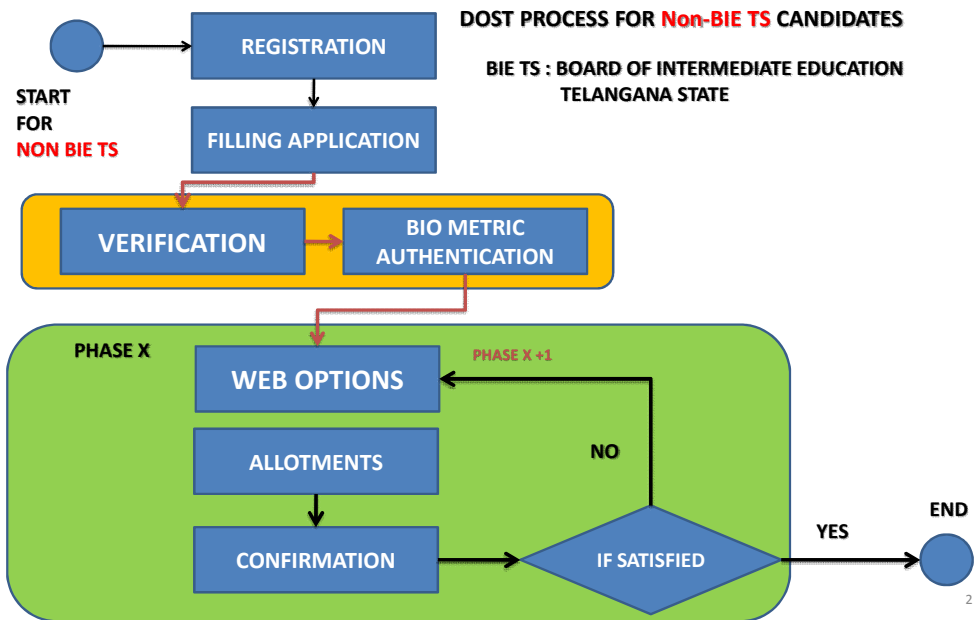 DOST PROCESS FOR Non-BIE TS CANDIDATES
BIE TS : BOARD OF INTERMEDIATE EDUCATION
TELANGANA STATE
START
FOR
NON BIE TS
REGISTRATION
FILLING APPLICATION
VERIFICATION
BIO METRIC
AUTHENTICATION
PHASE X
PHASE X +1
WEB OPTIONS
ALLOTMENTS
NO
CONFIRMATION
IF SATISFIED
YES
END
2